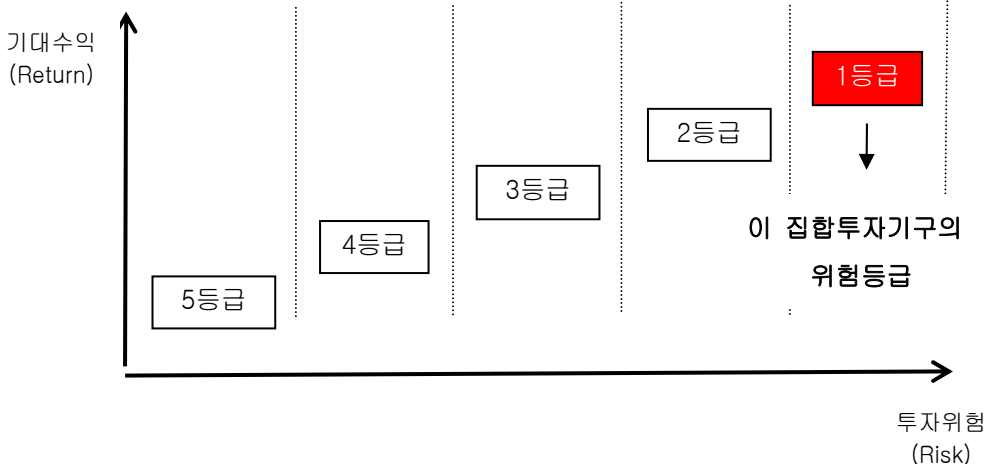 기대수익
(Return)
1등급
2등급
3등급
이 집합투자기구의
위험등급
4등급
5등급
투자위험
(Risk)